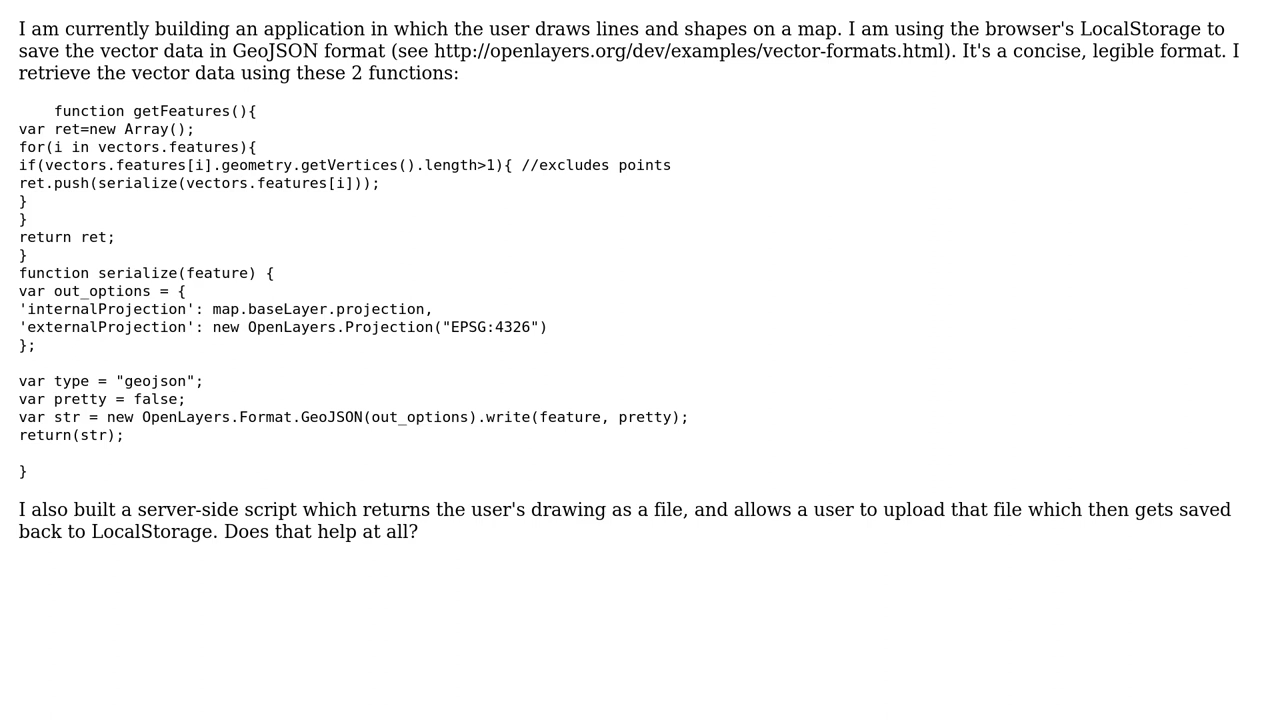 I am currently building an application in which the user draws lines and shapes on a map. I am using the browser's LocalStorage to
save the vector data in GeoJSON format (see http://openlayers.org/dev/examples/vector-formats.html). It's a concise, legible format. I
retrieve the vector data using these 2 functions:
    function getFeatures(){
var ret=new Array();
for(i in vectors.features){
if(vectors.features[i].geometry.getVertices().length>1){ //excludes points
ret.push(serialize(vectors.features[i]));
}
}
return ret;
}
function serialize(feature) {
var out_options = {
'internalProjection': map.baseLayer.projection,
'externalProjection': new OpenLayers.Projection("EPSG:4326")
};
var type = "geojson";
var pretty = false;
var str = new OpenLayers.Format.GeoJSON(out_options).write(feature, pretty);
return(str);
}
I also built a server-side script which returns the user's drawing as a file, and allows a user to upload that file which then gets saved
back to LocalStorage. Does that help at all?